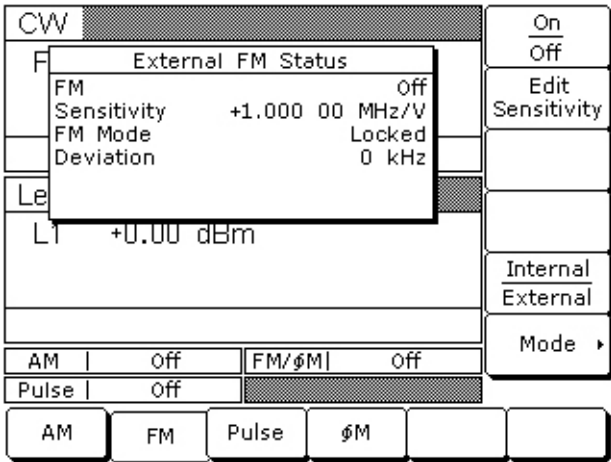 CW
F
External FM Status
FM Off
Sensitivity +1.000 00 MHz/V
FM Mode Locked
Deviation 0 kHz
Le
L1 +0.00 dBm
AM | Off
FM/ϕM| Off
Pulse | Off
On
Off
Edit
Sensitivity
Internal
External
Mode ▸
AM FM Pulse ϕM